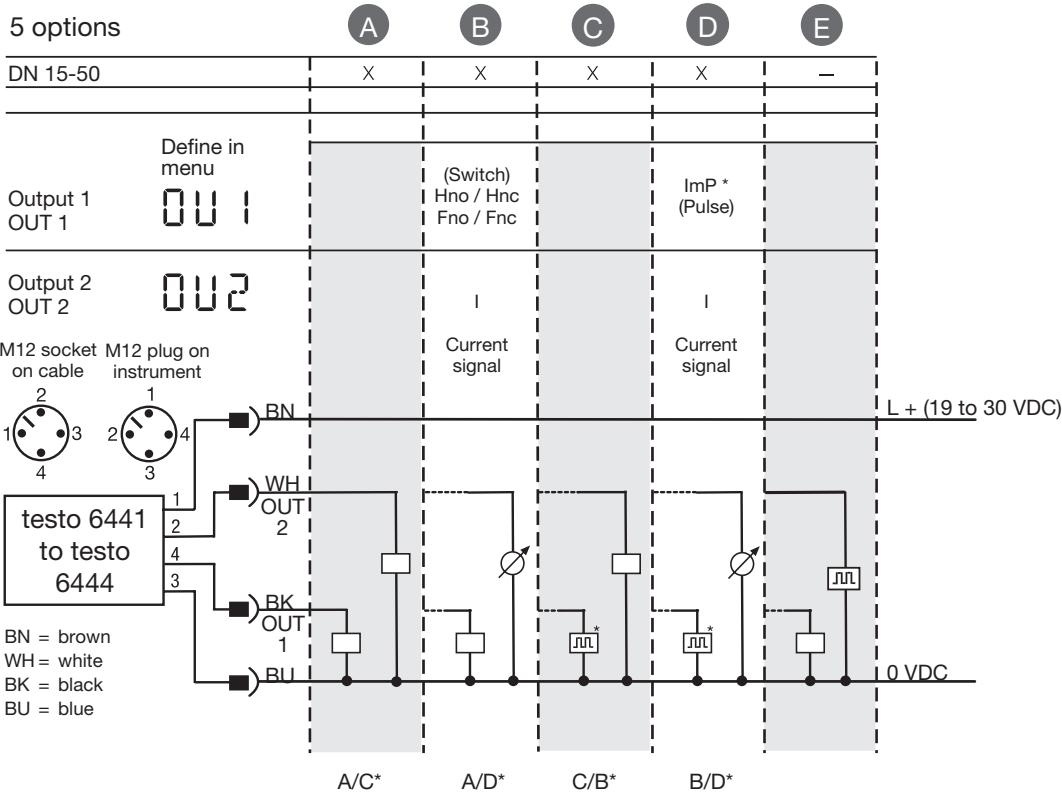 5 options
A B C D E
DN 15-50 X X X X –
Define in
menu
Output 1
OUT 1
OU1
(Switch)
Hno / Hnc
Fno / Fnc
ImP *
(Pulse)
Output 2
OUT 2
OU2
I
Current
signal
I
Current
signal
M12 socket
on cable
M12 plug on
instrument
2
1 3
4
1
2 4
3
BN
L + (19 to 30 VDC)
WH
OUT
2
testo 6441
to testo
6444
1
2
4
3
BK
OUT
1
*
*
BU
0 VDC
BN = brown
WH = white
BK = black
BU = blue
A/C* A/D* C/B* B/D*